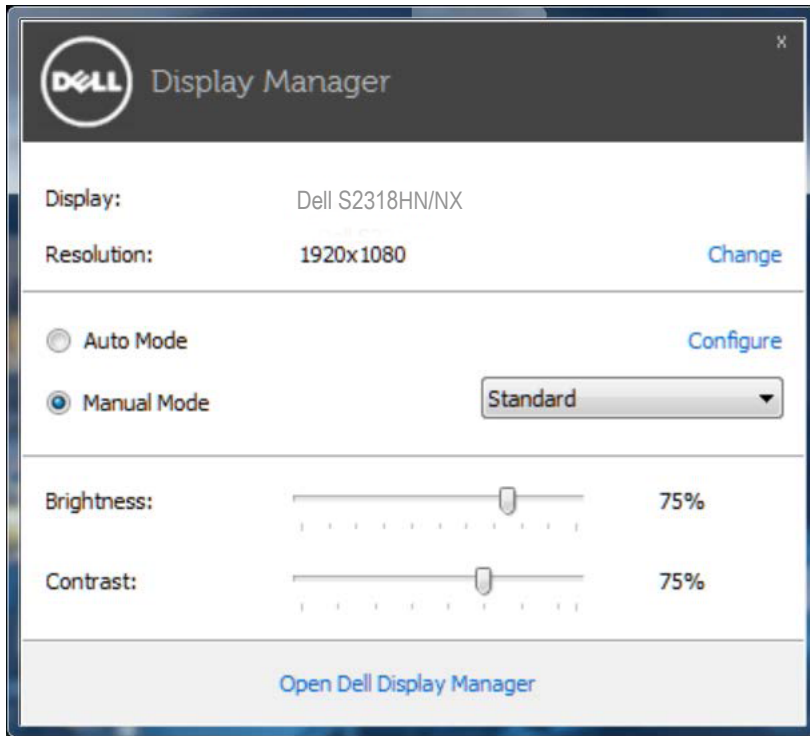 DELL Display Manager
x
Display: Dell S2318HN/NX
Resolution: 1920x1080 Change
Auto Mode Configure
Manual Mode Standard
Brightness: 75%
Contrast: 75%
Open Dell Display Manager